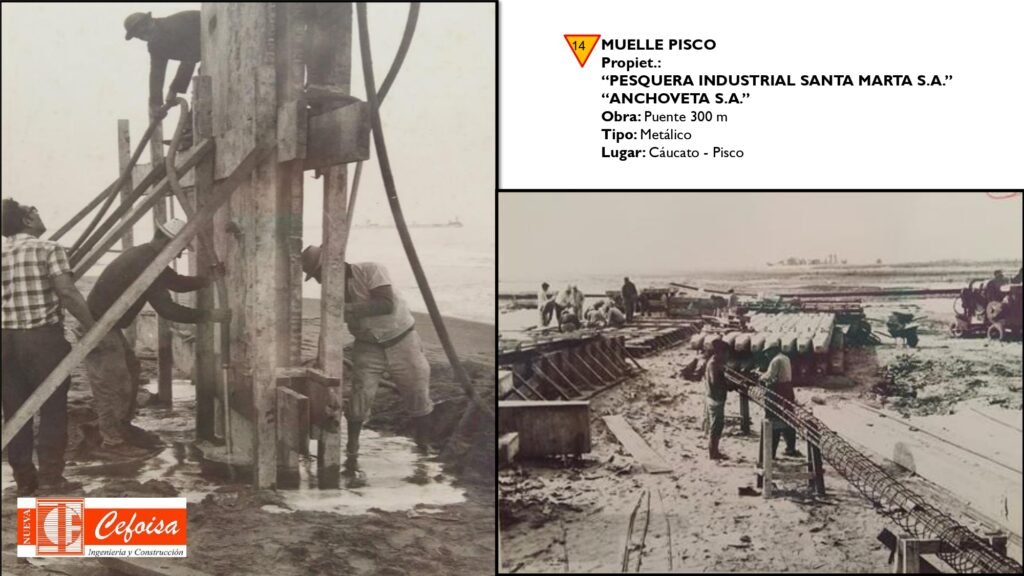 14
MUELLE PISCO
Propiet.:
“PESQUERA INDUSTRIAL SANTA MARTA S.A.”
“ANCHOVETA S.A.”
Obra: Puente 300 m
Tipo: Metálico
Lugar: Cáucato - Pisco
NUEVA
Cefoisa
Ingeniería y Construcción